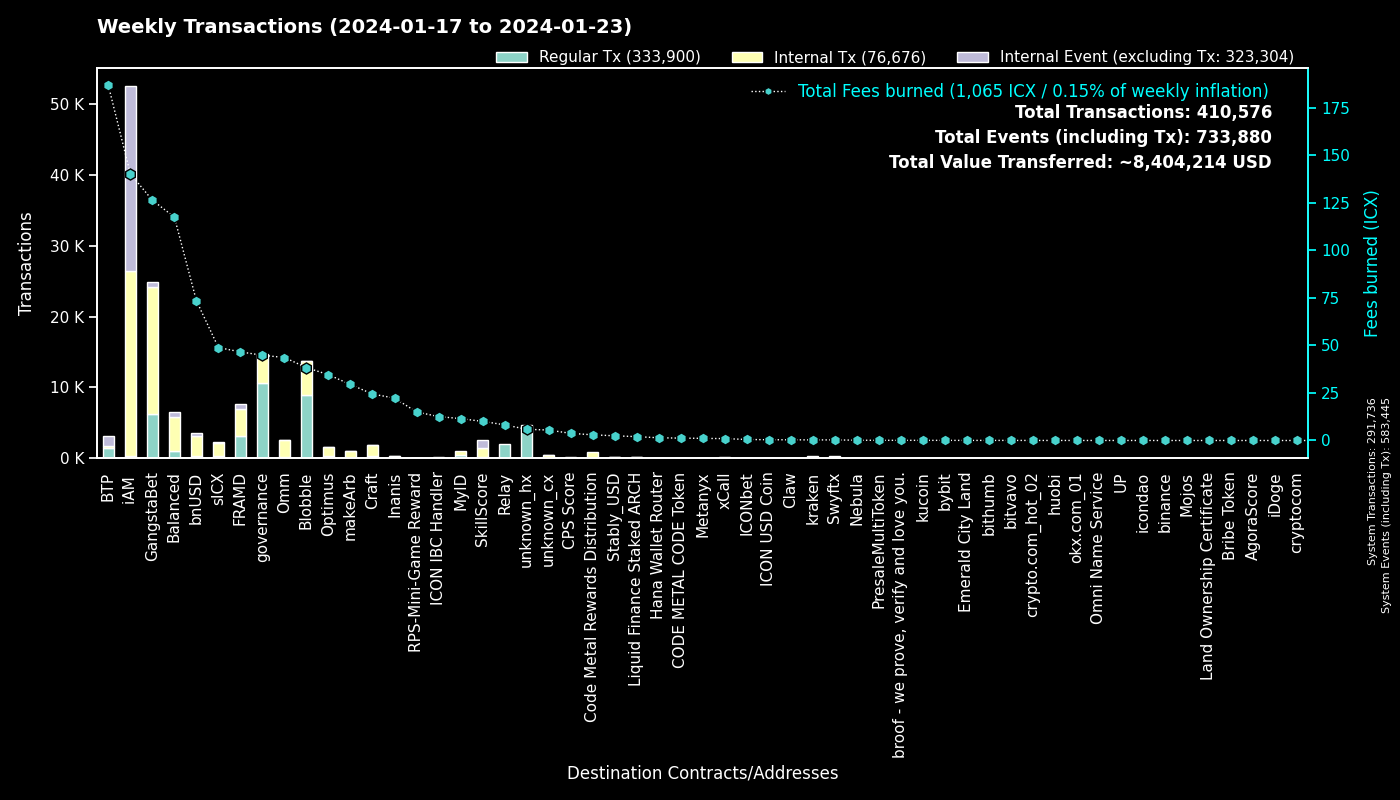 Weekly Transactions (2024-01-17 to 2024-01-23)
Regular Tx (333,900)
Internal Tx (76,676)
Internal Event (excluding Tx: 323,304)
Total Fees burned (1,065 ICX / 0.15% of weekly inflation)
Total Transactions: 410,576
Total Events (including Tx): 733,880
Total Value Transferred: ~8,404,214 USD
Transactions
50 K
40 K
30 K
20 K
10 K
0 K
175
150
125
100
75
50
25
0
Fees burned (ICX)
System Transactions: 291,736
System Events (including Tx): 583,445
BTP
iAM
GangstaBet
Balanced
bnUSD
sICX
FRAMD
governance
Omm
Blobble
Optimus
makeArb
Craft
Inanis
RPS-Mini-Game Reward
ICON IBC Handler
MyID
SkillScore
Relay
unknown_hx
unknown_cx
CPS Score
Code Metal Rewards Distribution
Stably_USD
Liquid Finance Staked ARCH
Hana Wallet Router
CODE METAL CODE Token
Metanyx
xCall
ICONbet
ICON USD Coin
Claw
kraken
Swyftx
Nebula
PresaleMultiToken
broof - we prove, verify and love you.
kucoin
bybit
Emerald City Land
bithumb
bitvavo
crypto.com_hot_02
huobi
okx.com_01
Omni Name Service
UP
icondao
binance
Mojos
Land Ownership Certificate
Bribe Token
AgoraScore
iDoge
cryptocom
Destination Contracts/Addresses